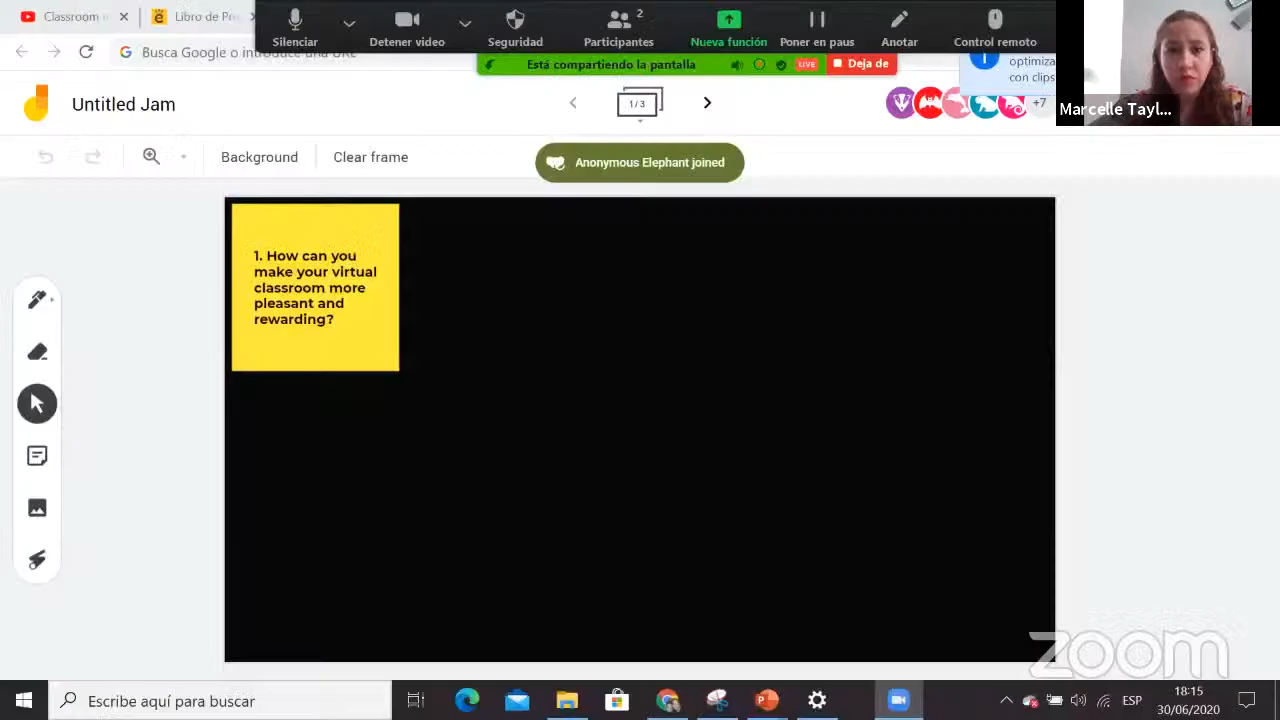 Classroom
Libro de Po
Silenciar
Detener video
Seguridad
2
Participantes
Nueva función
Poner en paus
Anotar
Control remoto
Busca Google o introduce una URL
Está compartiendo la pantalla
LIVE
Deja de
optimiza
con clips
Untitled Jam
1/3
+7
Marcelle Tayl...
Background
Clear frame
Anonymous Elephant joined
1. How can you
make your virtual
classroom more
pleasant and
rewarding?
zoom
Escribe aquí para buscar
ESP
18:15
30/06/2020